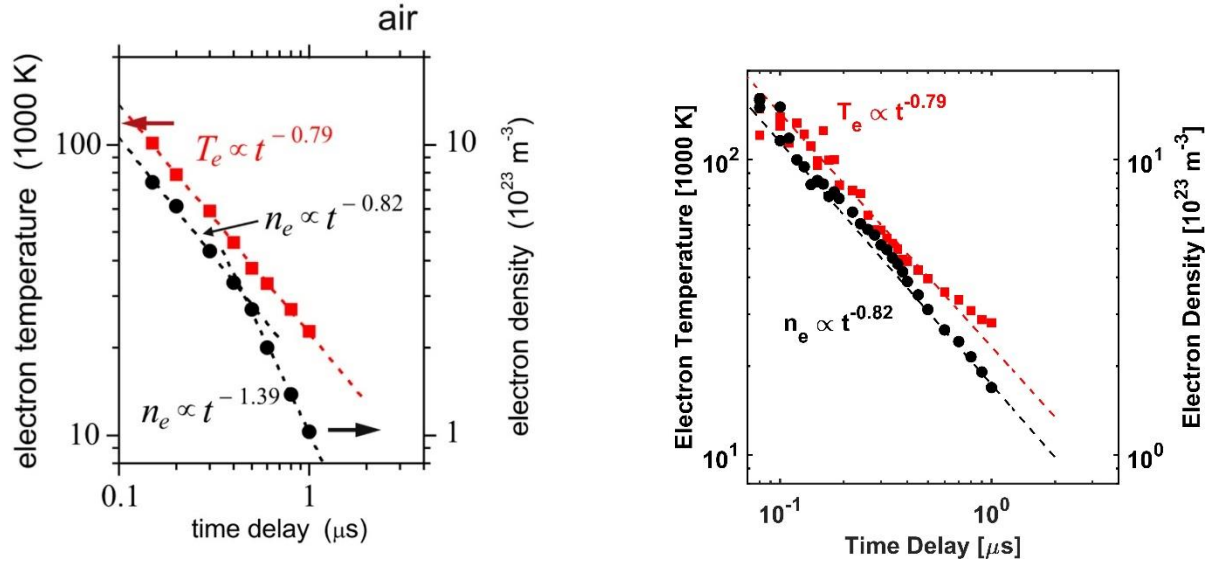 air
electron temperature (1000 K)
100
10
T_e ∝ t^{-0.79}
n_e ∝ t^{-0.82}
n_e ∝ t^{-1.39}
10
1
electron density (10^{23} m^{-3})
0.1
1
time delay (μs)
Electron Temperature [1000 K]
10^2
10^1
T_e ∝ t^{-0.79}
n_e ∝ t^{-0.82}
10^1
10^0
Electron Density [10^{23} m^{-3}]
10^{-1}
10^0
Time Delay [μs]